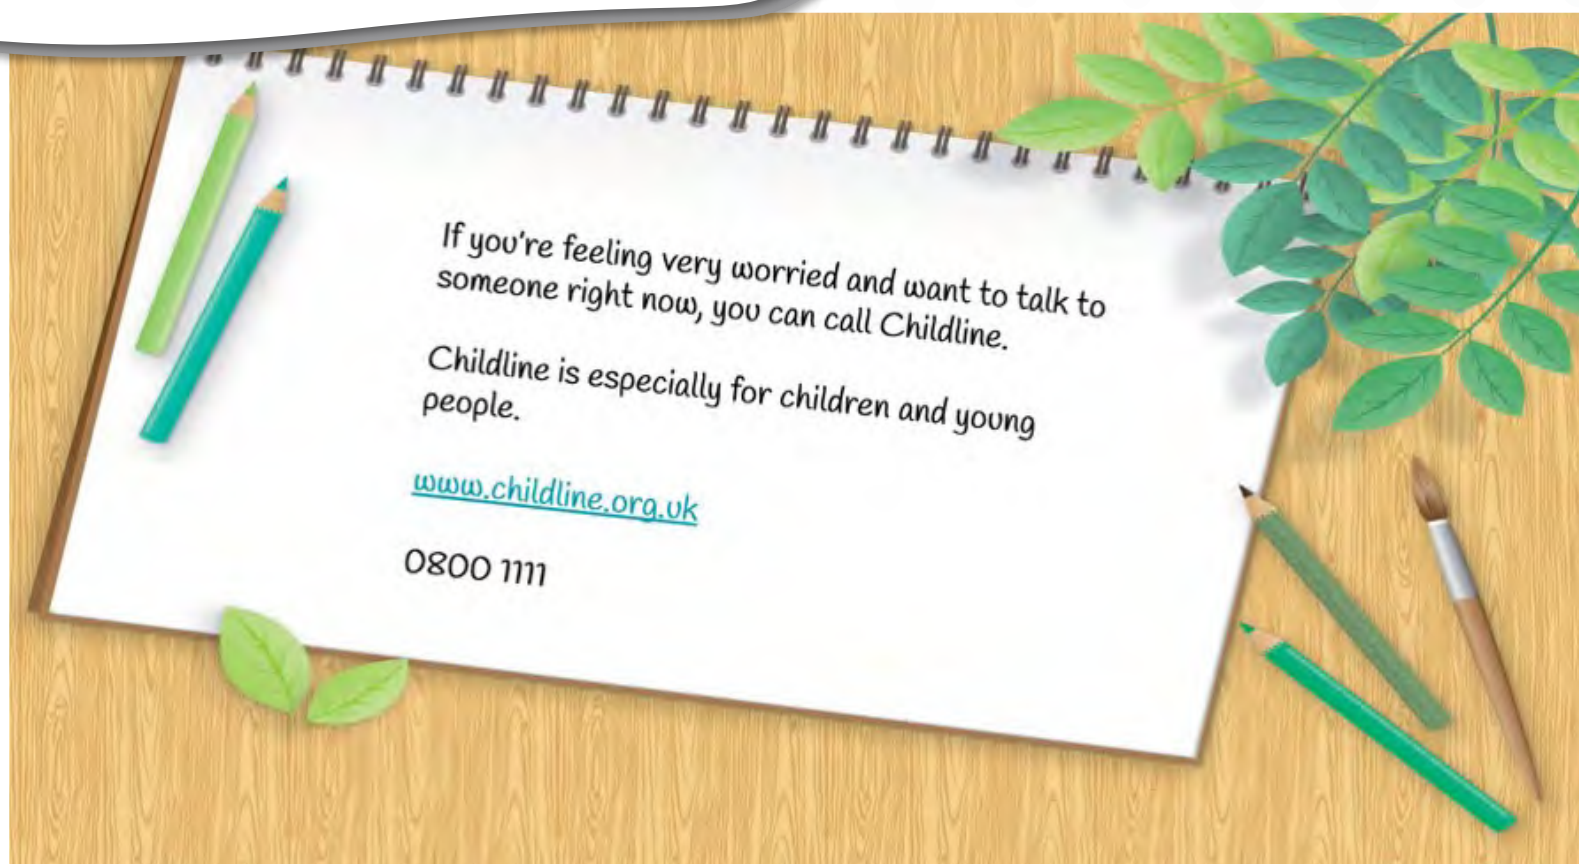 If you're feeling very worried and want to talk to
someone right now, you can call Childline.
Childline is especially for children and young
people.
www.childline.org.uk
0800 1111